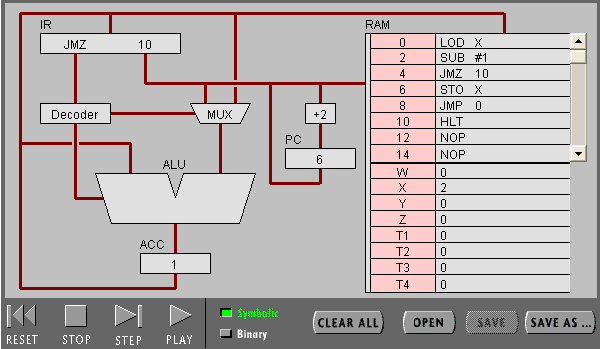 IR
JMZ 10
Decoder
MUX
+2
PC
6
ALU
ACC
1
RAM
0 LOD X
2 SUB #1
4 JMZ 10
6 STO X
8 JMP 0
10 HLT
12 NOP
14 NOP
W 0
X 2
Y 0
Z 0
T1 0
T2 0
T3 0
T4 0
RESET STOP STEP PLAY
Symbolic
Binary
CLEAR ALL OPEN SAVE SAVE AS ...